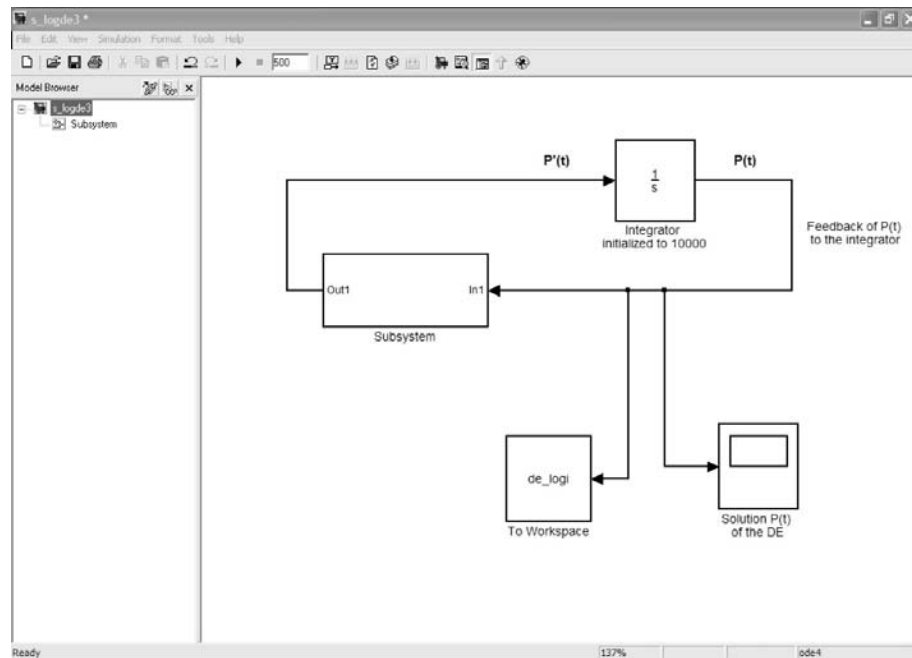 s_logde3 *
File Edit View Simulation Format Tools Help
500
Model Browser
s_logde3
Subsystem
P'(t)
1
s
P(t)
Integrator
initialized to 10000
Feedback of P(t)
to the integrator
Out1
In1
Subsystem
de_logi
To Workspace
Solution P(t)
of the DE
Ready
137%
ode4